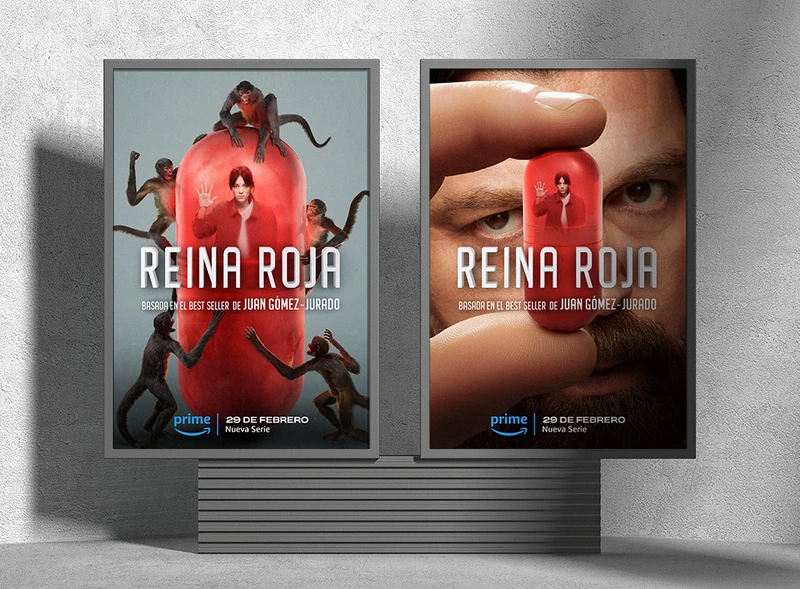 REINA ROJA
BASADA EN EL BEST SELLER DE JUAN GÓMEZ-JURADO
prime
29 DE FEBRERO
Nueva Serie
REINA ROJA
BASADA EN EL BEST SELLER DE JUAN GÓMEZ-JURADO
prime
29 DE FEBRERO
Nueva Serie